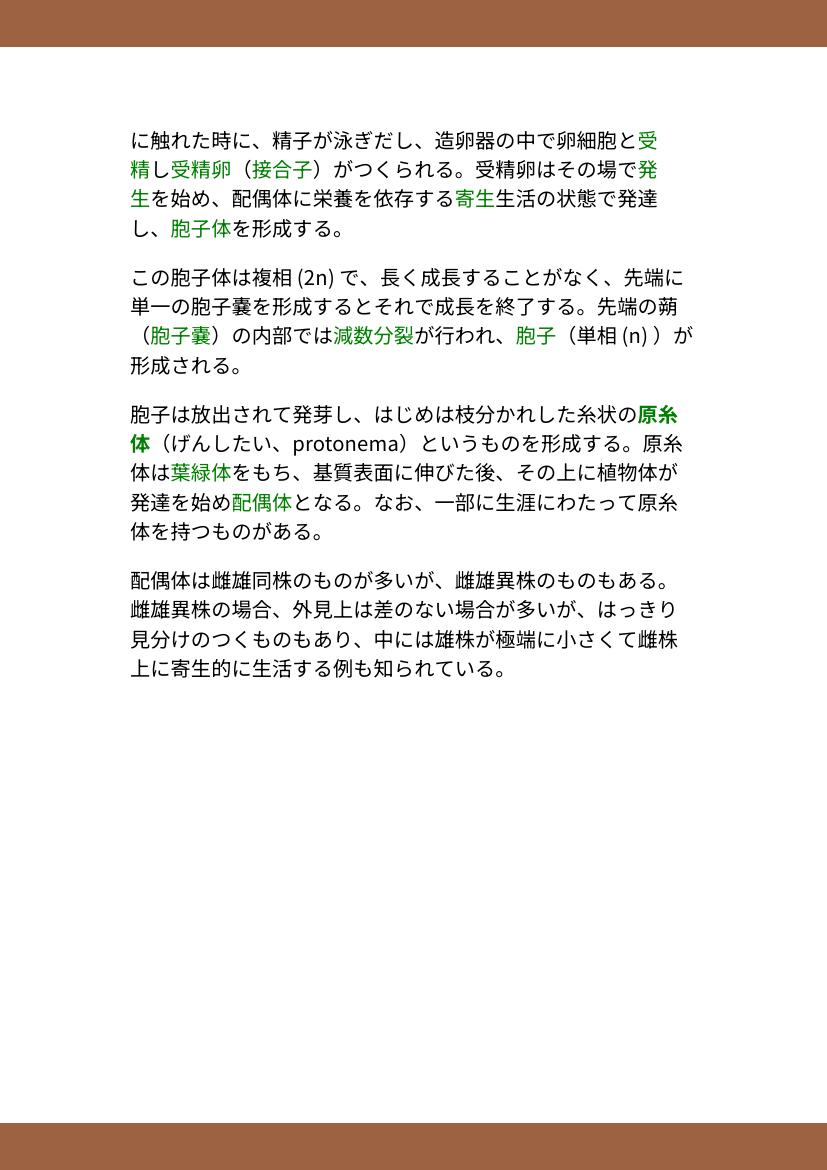 に触れた時に、精子が泳ぎだし、造卵器の中で卵細胞と受
精し受精卵（接合子）がつくられる。受精卵はその場で発
生を始め、配偶体に栄養を依存する寄生生活の状態で発達
し、胞子体を形成する。
この胞子体は複相 (2n) で、長く成長することがなく、先端に
単一の胞子嚢を形成するとそれで成長を終了する。先端の蒴
（胞子嚢）の内部では減数分裂が行われ、胞子（単相 (n) ）が
形成される。
胞子は放出されて発芽し、はじめは枝分かれした糸状の原糸
体（げんしたい、protonema）というものを形成する。原糸
体は葉緑体をもち、基質表面に伸びた後、その上に植物体が
発達を始め配偶体となる。なお、一部に生涯にわたって原糸
体を持つものがある。
配偶体は雌雄同株のものが多いが、雌雄異株のものもある。
雌雄異株の場合、外見上は差のない場合が多いが、はっきり
見分けのつくものもあり、中には雄株が極端に小さくて雌株
上に寄生的に生活する例も知られている。